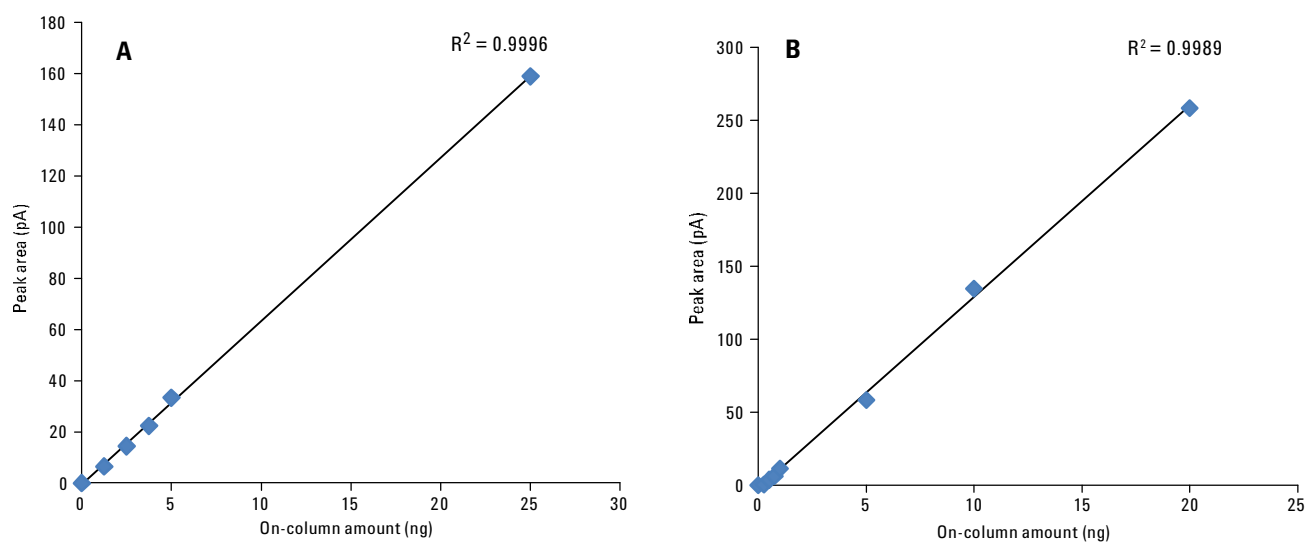 A
R² = 0.9996
180
160
140
120
100
80
60
40
20
0
Peak area (pA)
0 5 10 15 20 25 30
On-column amount (ng)
B
R² = 0.9989
300
250
200
150
100
50
0
Peak area (pA)
0 5 10 15 20 25
On-column amount (ng)